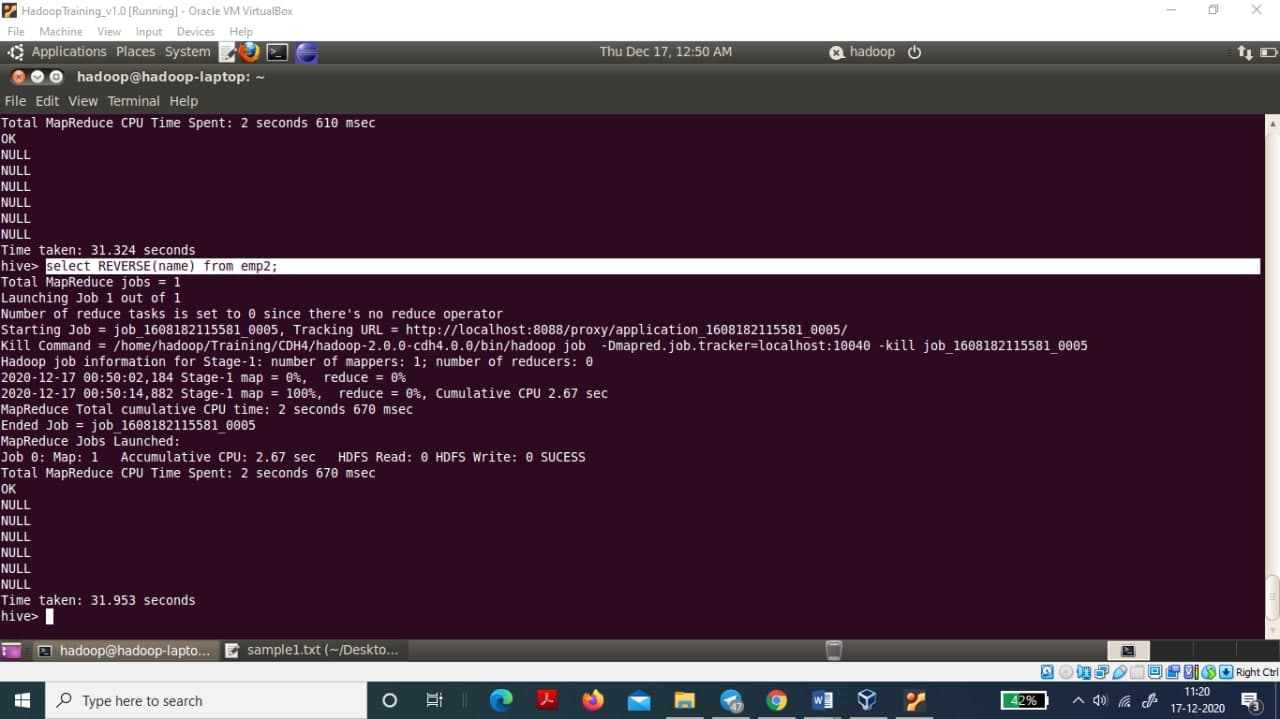 HadoopTraining_v1.0 [Running] - Oracle VM VirtualBox
File Machine View Input Devices Help
Applications Places System Thu Dec 17, 12:50 AM hadoop
hadoop@hadoop-laptop: ~
File Edit View Terminal Help
Total MapReduce CPU Time Spent: 2 seconds 610 msec
OK
NULL
NULL
NULL
NULL
NULL
NULL
Time taken: 31.324 seconds
hive> select REVERSE(name) from emp2;
Total MapReduce jobs = 1
Launching Job 1 out of 1
Number of reduce tasks is set to 0 since there's no reduce operator
Starting Job = job_1608182115581_0005, Tracking URL = http://localhost:8088/proxy/application_1608182115581_0005/
Kill Command = /home/hadoop/Training/CDH4/hadoop-2.0.0-cdh4.0.0/bin/hadoop job  -Dmapred.job.tracker=localhost:10040 -kill job_1608182115581_0005
Hadoop job information for Stage-1: number of mappers: 1; number of reducers: 0
2020-12-17 00:50:02,184 Stage-1 map = 0%,  reduce = 0%
2020-12-17 00:50:14,882 Stage-1 map = 100%,  reduce = 0%, Cumulative CPU 2.67 sec
MapReduce Total cumulative CPU time: 2 seconds 670 msec
Ended Job = job_1608182115581_0005
MapReduce Jobs Launched:
Job 0: Map: 1   Accumulative CPU: 2.67 sec   HDFS Read: 0 HDFS Write: 0 SUCESS
Total MapReduce CPU Time Spent: 2 seconds 670 msec
OK
NULL
NULL
NULL
NULL
NULL
NULL
Time taken: 31.953 seconds
hive>
hadoop@hadoop-lapto... sample1.txt (~/Deskto...
Right Ctrl
Type here to search 47 42% 11:20
17-12-2020 3